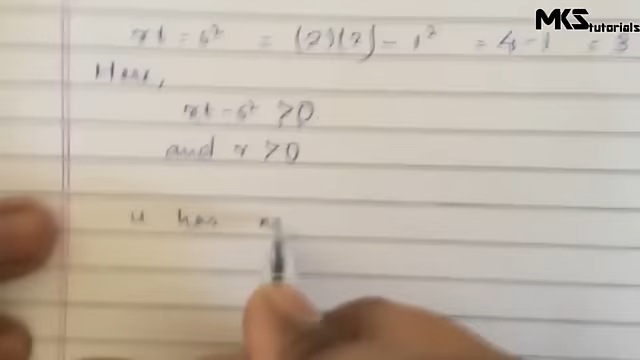 MKS tutorials
rt - s² = (2)(2) - 1² = 4 - 1 = 3
Here,
rt - s² > 0
and r > 0
u has